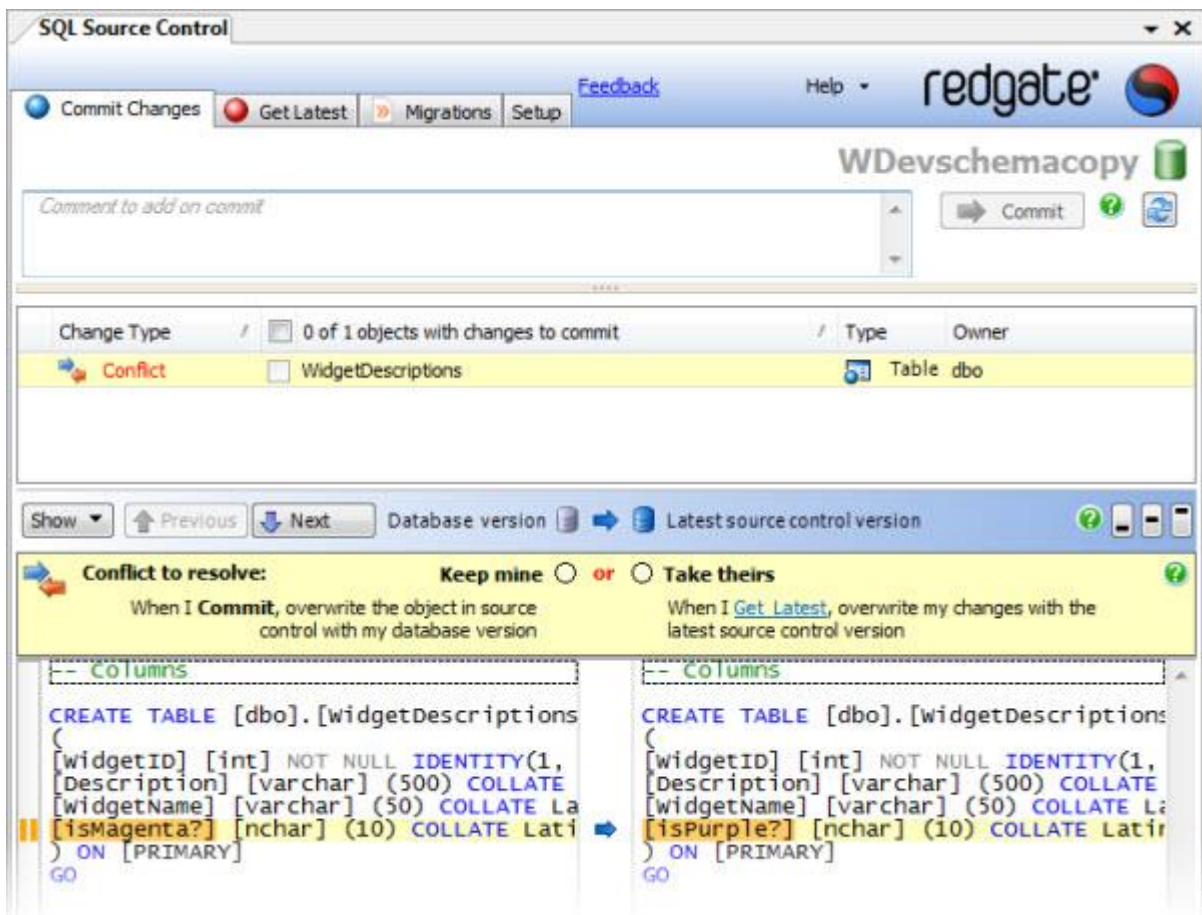 SQL Source Control
Feedback Help redgate
Commit Changes Get Latest Migrations Setup
WDevschemacopy
Comment to add on commit Commit
Change Type / 0 of 1 objects with changes to commit / Type Owner
Conflict WidgetDescriptions Table dbo
Show Previous Next Database version Latest source control version
Conflict to resolve: Keep mine or Take theirs
When I Commit, overwrite the object in source When I Get Latest, overwrite my changes with the
control with my database version latest source control version
-- Columns
CREATE TABLE [dbo].[WidgetDescriptions
(
[WidgetID] [int] NOT NULL IDENTITY(1,
[Description] [varchar] (500) COLLATE
[WidgetName] [varchar] (50) COLLATE La
[isMagenta?] [nchar] (10) COLLATE Lati
) ON [PRIMARY]
GO
-- Columns
CREATE TABLE [dbo].[WidgetDescriptions
(
[WidgetID] [int] NOT NULL IDENTITY(1,
[Description] [varchar] (500) COLLATE
[WidgetName] [varchar] (50) COLLATE La
[isPurple?] [nchar] (10) COLLATE Latin
) ON [PRIMARY]
GO